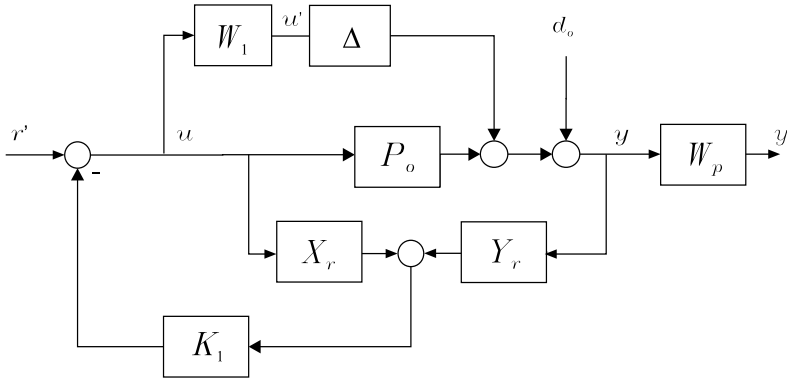 W₁ u' Δ dₒ
r' u Pₒ y Wₚ y
-
Xᵣ Yᵣ
K₁